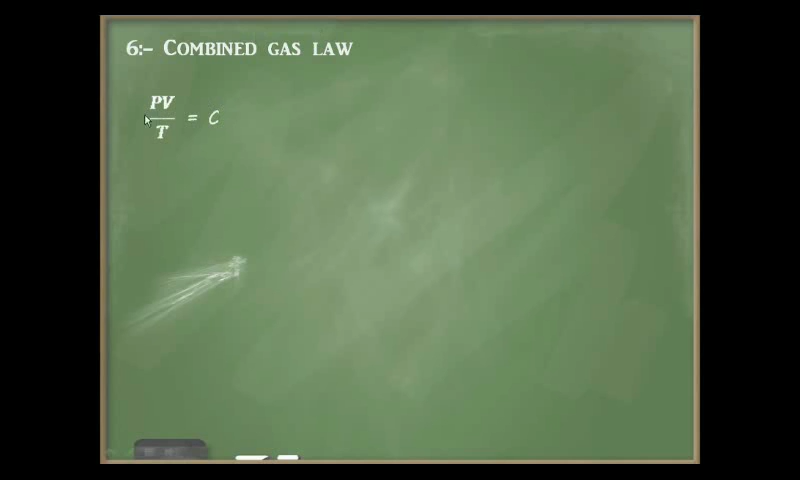 6:- COMBINED GAS LAW
PV
T = C